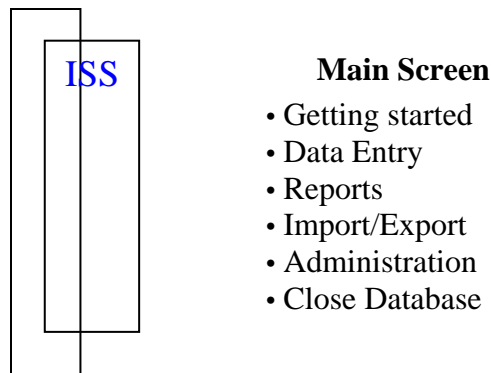 ISS
Main Screen
• Getting started
• Data Entry
• Reports
• Import/Export
• Administration
• Close Database